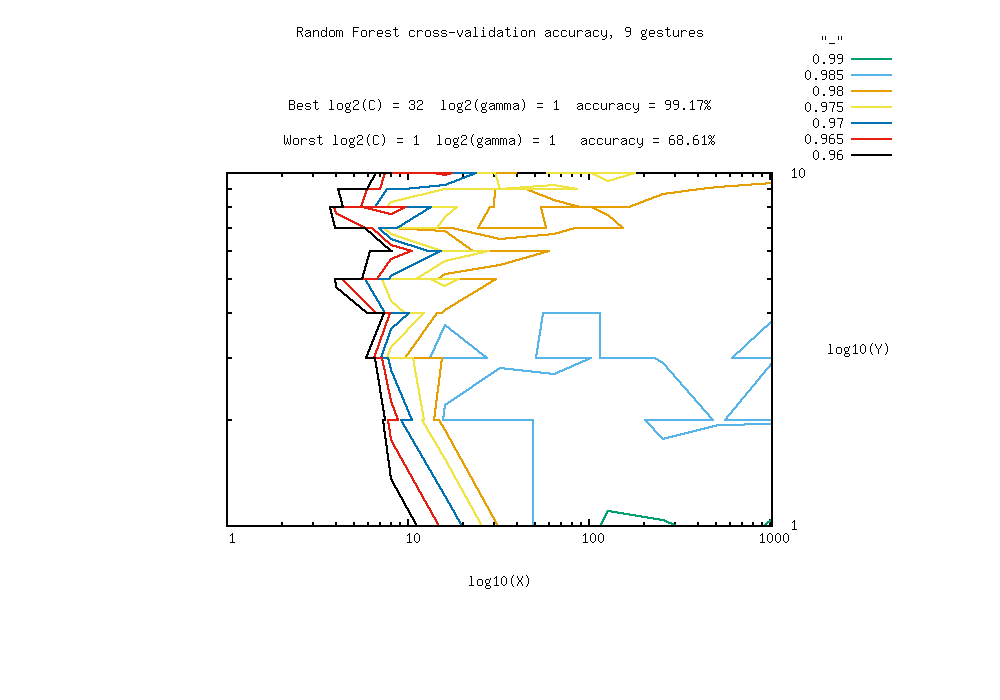 Random Forest cross-validation accuracy, 9 gestures
"_"
0.99
0.985
0.98
0.975
0.97
0.965
0.96
Best log2(C) = 32 log2(gamma) = 1 accuracy = 99.17%
Worst log2(C) = 1 log2(gamma) = 1 accuracy = 68.61%
10
log10(Y)
1
1 10 100 1000
log10(X)